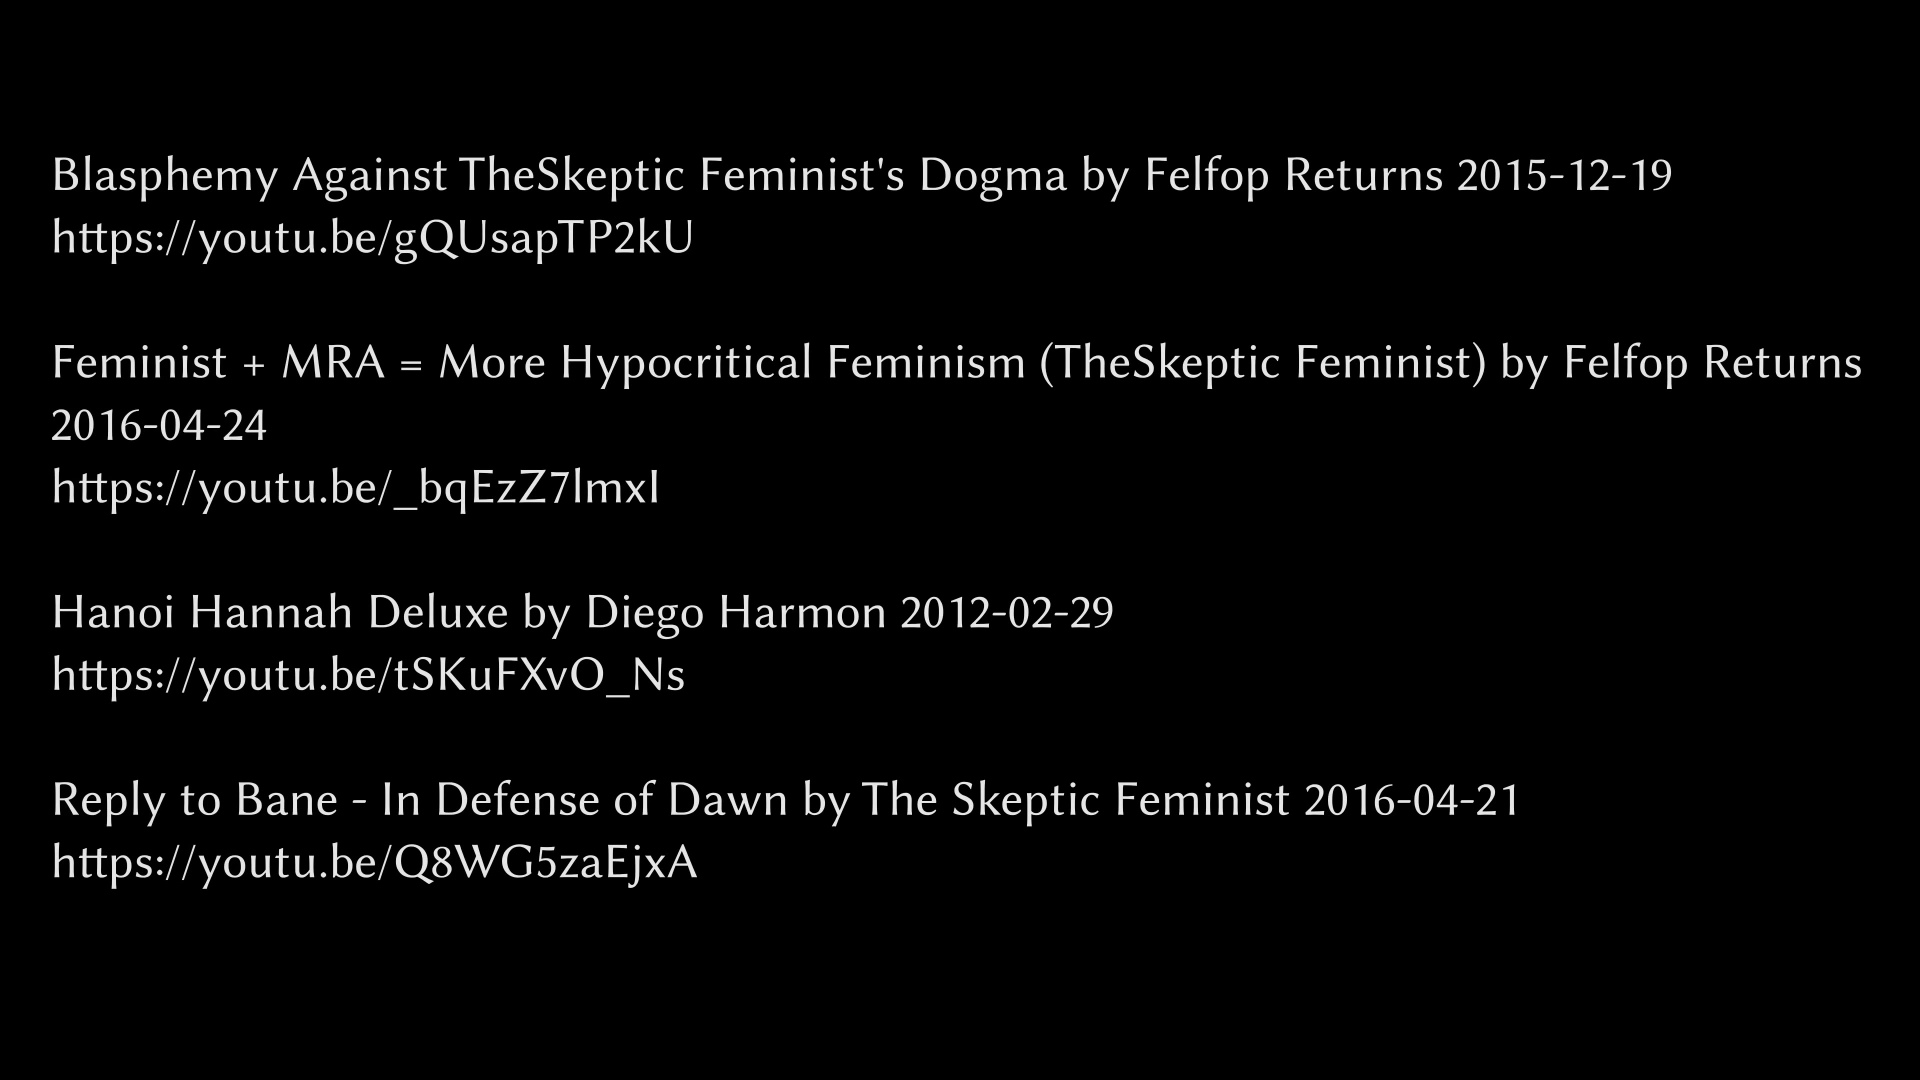 Blasphemy Against TheSkeptic Feminist's Dogma by Felfop Returns 2015-12-19
https://youtu.be/gQUsapTP2kU
Feminist + MRA = More Hypocritical Feminism (TheSkeptic Feminist) by Felfop Returns
2016-04-24
https://youtu.be/_bqEzZ7lmxI
Hanoi Hannah Deluxe by Diego Harmon 2012-02-29
https://youtu.be/tSKuFXvO_Ns
Reply to Bane - In Defense of Dawn by The Skeptic Feminist 2016-04-21
https://youtu.be/Q8WG5zaEjxA